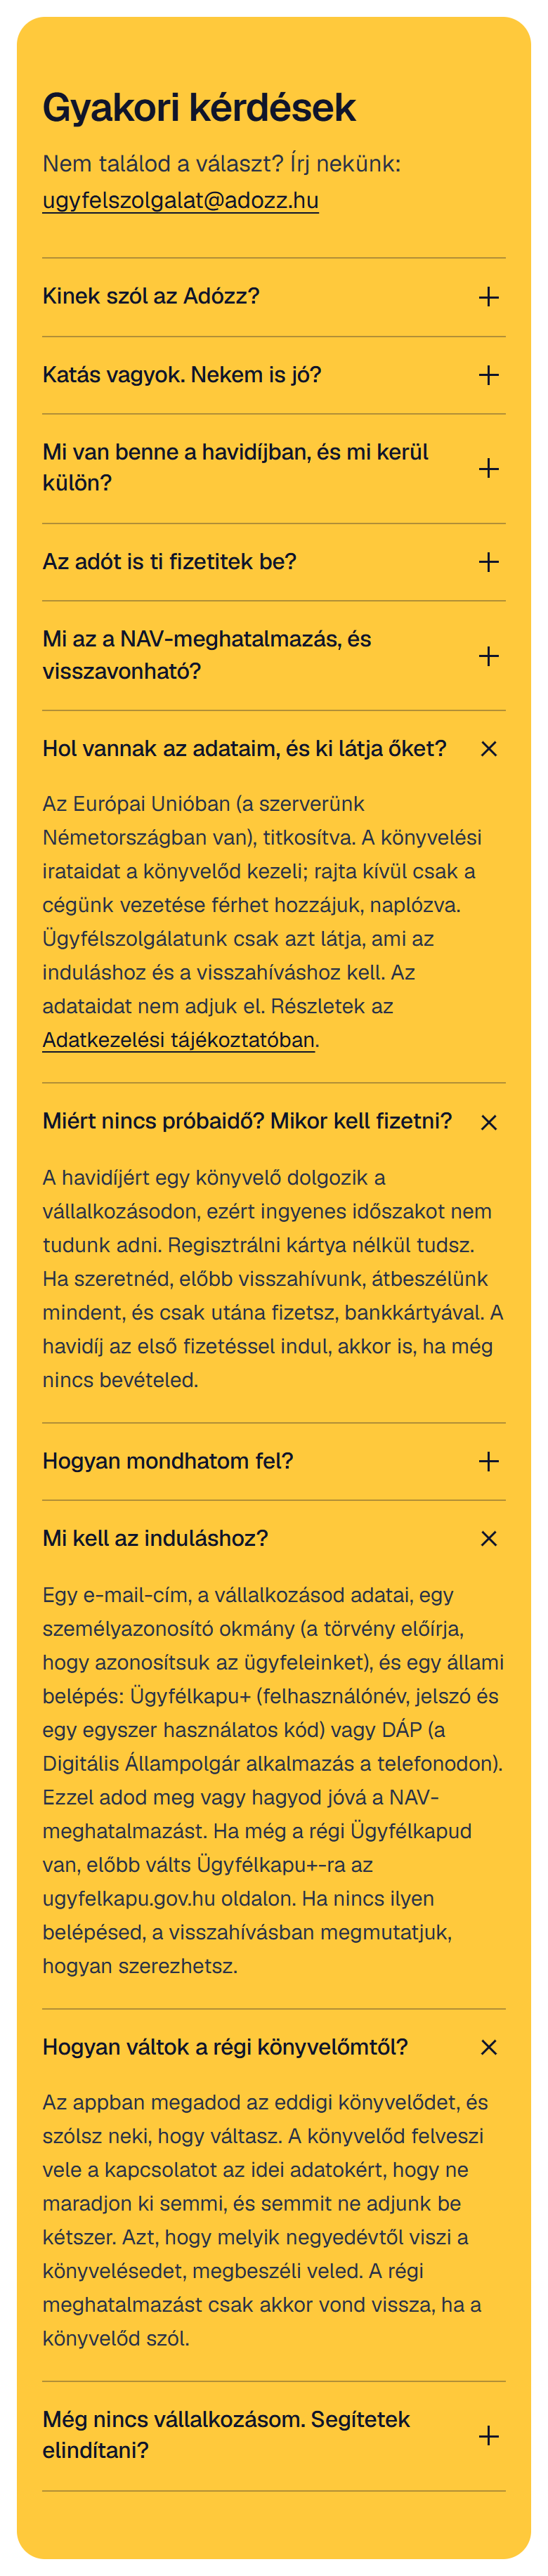 Gyakori kérdések
Nem találod a választ? Írj nekünk:
ugyfelszolgalat@adozz.hu
Kinek szól az Adózz?
Katás vagyok. Nekem is jó?
Mi van benne a havidíjban, és mi kerül
külön?
Az adót is ti fizetitek be?
Mi az a NAV-meghatalmazás, és
visszavonható?
Hol vannak az adataim, és ki látja őket?
Az Európai Unióban (a szerverünk
Németországban van), titkosítva. A könyvelési
irataidat a könyvelőd kezeli; rajta kívül csak a
cégünk vezetése férhet hozzájuk, naplózva.
Ügyfélszolgálatunk csak azt látja, ami az
induláshoz és a visszahíváshoz kell. Az
adataidat nem adjuk el. Részletek az
Adatkezelési tájékoztatóban.
Miért nincs próbaidő? Mikor kell fizetni?
A havidíjért egy könyvelő dolgozik a
vállalkozásodon, ezért ingyenes időszakot nem
tudunk adni. Regisztrálni kártya nélkül tudsz.
Ha szeretnéd, előbb visszahívunk, átbeszélünk
mindent, és csak utána fizetsz, bankkártyával. A
havidíj az első fizetéssel indul, akkor is, ha még
nincs bevételed.
Hogyan mondhatom fel?
Mi kell az induláshoz?
Egy e-mail-cím, a vállalkozásod adatai, egy
személyazonosító okmány (a törvény előírja,
hogy azonosítsuk az ügyfeleinket), és egy állami
belépés: Ügyfélkapu+ (felhasználónév, jelszó és
egy egyszer használatos kód) vagy DÁP (a
Digitális Állampolgár alkalmazás a telefonodon).
Ezzel adod meg vagy hagyod jóvá a NAV-
meghatalmazást. Ha még a régi Ügyfélkapud
van, előbb válts Ügyfélkapu+-ra az
ugyfelkapu.gov.hu oldalon. Ha nincs ilyen
belépésed, a visszahívásban megmutatjuk,
hogyan szerezhetsz.
Hogyan váltok a régi könyvelőmtől?
Az appban megadod az eddigi könyvelődet, és
szólsz neki, hogy váltasz. A könyvelőd felveszi
vele a kapcsolatot az idei adatokért, hogy ne
maradjon ki semmi, és semmit ne adjunk be
kétszer. Azt, hogy melyik negyedévtől viszi a
könyvelésedet, megbeszéli veled. A régi
meghatalmazást csak akkor vond vissza, ha a
könyvelőd szól.
Még nincs vállalkozásom. Segítetek
elindítani?